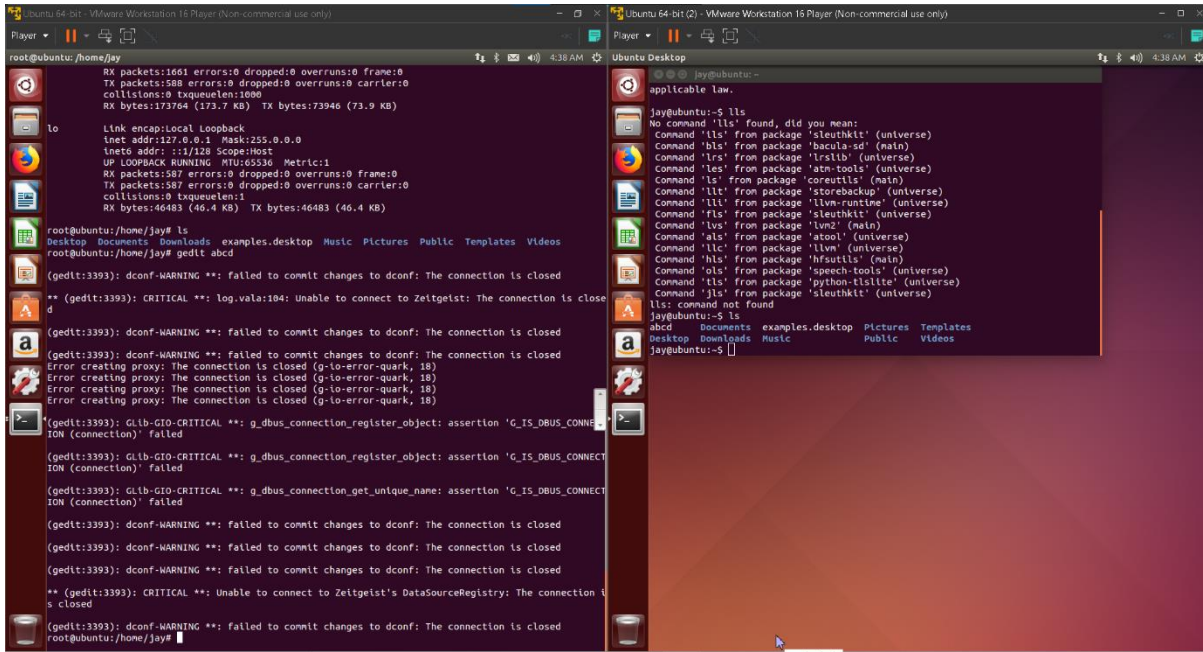 Ubuntu 64-bit - VMware Workstation 16 Player (Non-commercial use only)
Player
root@ubuntu: /home/jay
4:38 AM
RX packets:1661 errors:0 dropped:0 overruns:0 frame:0
TX packets:588 errors:0 dropped:0 overruns:0 carrier:0
collisions:0 txqueuelen:1000
RX bytes:173764 (173.7 KB)  TX bytes:73946 (73.9 KB)
lo Link encap:Local Loopback
inet addr:127.0.0.1  Mask:255.0.0.0
inet6 addr: ::1/128 Scope:Host
UP LOOPBACK RUNNING  MTU:65536  Metric:1
RX packets:587 errors:0 dropped:0 overruns:0 frame:0
TX packets:587 errors:0 dropped:0 overruns:0 carrier:0
collisions:0 txqueuelen:1
RX bytes:46483 (46.4 KB)  TX bytes:46483 (46.4 KB)
root@ubuntu:/home/jay# ls
Desktop  Documents  Downloads  examples.desktop  Music  Pictures  Public  Templates  Videos
root@ubuntu:/home/jay# gedit abcd
(gedit:3393): dconf-WARNING **: failed to commit changes to dconf: The connection is closed
** (gedit:3393): CRITICAL **: log.vala:104: Unable to connect to Zeitgeist: The connection is close
d
(gedit:3393): dconf-WARNING **: failed to commit changes to dconf: The connection is closed
(gedit:3393): dconf-WARNING **: failed to commit changes to dconf: The connection is closed
Error creating proxy: The connection is closed (g-io-error-quark, 18)
Error creating proxy: The connection is closed (g-io-error-quark, 18)
Error creating proxy: The connection is closed (g-io-error-quark, 18)
Error creating proxy: The connection is closed (g-io-error-quark, 18)
(gedit:3393): GLib-GIO-CRITICAL **: g_dbus_connection_register_object: assertion 'G_IS_DBUS_CONNE
ION (connection)' failed
(gedit:3393): GLib-GIO-CRITICAL **: g_dbus_connection_register_object: assertion 'G_IS_DBUS_CONNECT
ION (connection)' failed
(gedit:3393): GLib-GIO-CRITICAL **: g_dbus_connection_get_unique_name: assertion 'G_IS_DBUS_CONNECT
ION (connection)' failed
(gedit:3393): dconf-WARNING **: failed to commit changes to dconf: The connection is closed
(gedit:3393): dconf-WARNING **: failed to commit changes to dconf: The connection is closed
(gedit:3393): dconf-WARNING **: failed to commit changes to dconf: The connection is closed
** (gedit:3393): CRITICAL **: Unable to connect to Zeitgeist's DataSourceRegistry: The connection i
s closed
(gedit:3393): dconf-WARNING **: failed to commit changes to dconf: The connection is closed
root@ubuntu:/home/jay#
Ubuntu 64-bit (2) - VMware Workstation 16 Player (Non-commercial use only)
Player
Ubuntu Desktop
4:38 AM
jay@ubuntu: ~
applicable law.
jay@ubuntu:~$ lls
No command 'lls' found, did you mean:
Command 'ils' from package 'sleuthkit' (universe)
Command 'bls' from package 'bacula-sd' (main)
Command 'lrs' from package 'lrslib' (universe)
Command 'les' from package 'atm-tools' (universe)
Command 'ls' from package 'coreutils' (main)
Command 'llt' from package 'storebackup' (universe)
Command 'lli' from package 'llvm-runtime' (universe)
Command 'fls' from package 'sleuthkit' (universe)
Command 'lvs' from package 'lvm2' (main)
Command 'als' from package 'atool' (universe)
Command 'llc' from package 'llvm' (universe)
Command 'hls' from package 'hfsutils' (main)
Command 'ols' from package 'speech-tools' (universe)
Command 'tls' from package 'python-tlslite' (universe)
Command 'jls' from package 'sleuthkit' (universe)
lls: command not found
jay@ubuntu:~$ ls
abcd  Documents  examples.desktop  Pictures  Templates
Desktop  Downloads  Music  Public  Videos
jay@ubuntu:~$